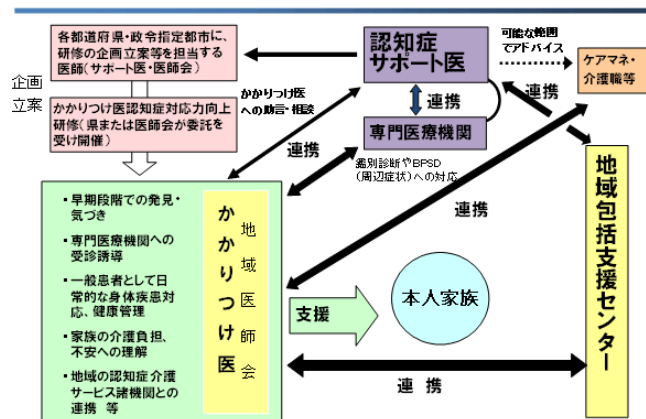 各都道府県・政令指定都市に、
研修の企画立案等を担当する
医師(サポート医・医師会)
企画
立案
かかりつけ医認知症対応力向上
研修(県または医師会が委託を
受け開催)
認知症
サポート医
可能な範囲
でアドバイス
ケアマネ・
介護職等
かかりつけ医
への助言・相談
連携
連携
専門医療機関
鑑別診断やBPSD
(周辺症状)への対応
連携
連携
・早期段階での発見・
気づき
・専門医療機関への
受診誘導
・一般患者として日
常的な身体疾患対
応、健康管理
・家族の介護負担、
不安への理解
・地域の認知症介護
サービス諸機関との
連携 等
かかりつけ医
地域医師会
支援
本人家族
地域包括支援センター
連 携